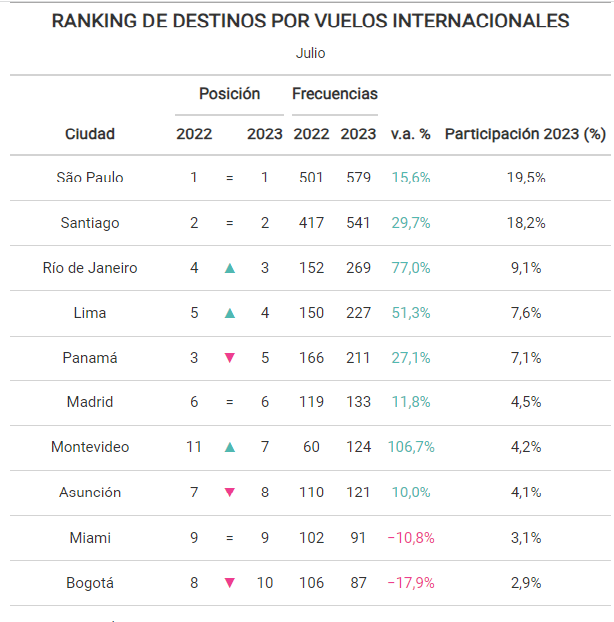 RANKING DE DESTINOS POR VUELOS INTERNACIONALES
Julio
Posición Frecuencias
Ciudad 2022 2023 2022 2023 v.a. % Participación 2023 (%)
São Paulo 1 = 1 501 579 15,6% 19,5%
Santiago 2 = 2 417 541 29,7% 18,2%
Río de Janeiro 4 ▲ 3 152 269 77,0% 9,1%
Lima 5 ▲ 4 150 227 51,3% 7,6%
Panamá 3 ▼ 5 166 211 27,1% 7,1%
Madrid 6 = 6 119 133 11,8% 4,5%
Montevideo 11 ▲ 7 60 124 106,7% 4,2%
Asunción 7 ▼ 8 110 121 10,0% 4,1%
Miami 9 = 9 102 91 −10,8% 3,1%
Bogotá 8 ▼ 10 106 87 −17,9% 2,9%